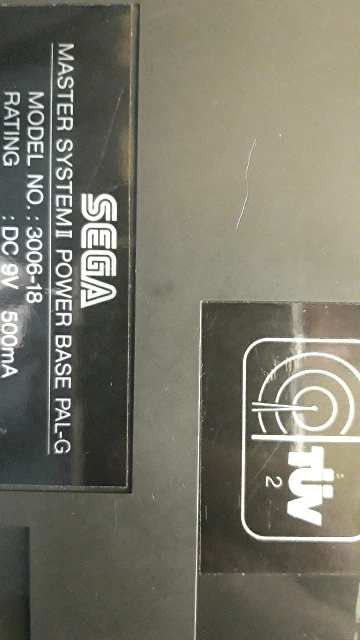 SEGA
MASTER SYSTEM II POWER BASE PAL-G
MODEL NO. : 3006-18
RATING : DC 9V 500mA
TÜV
2